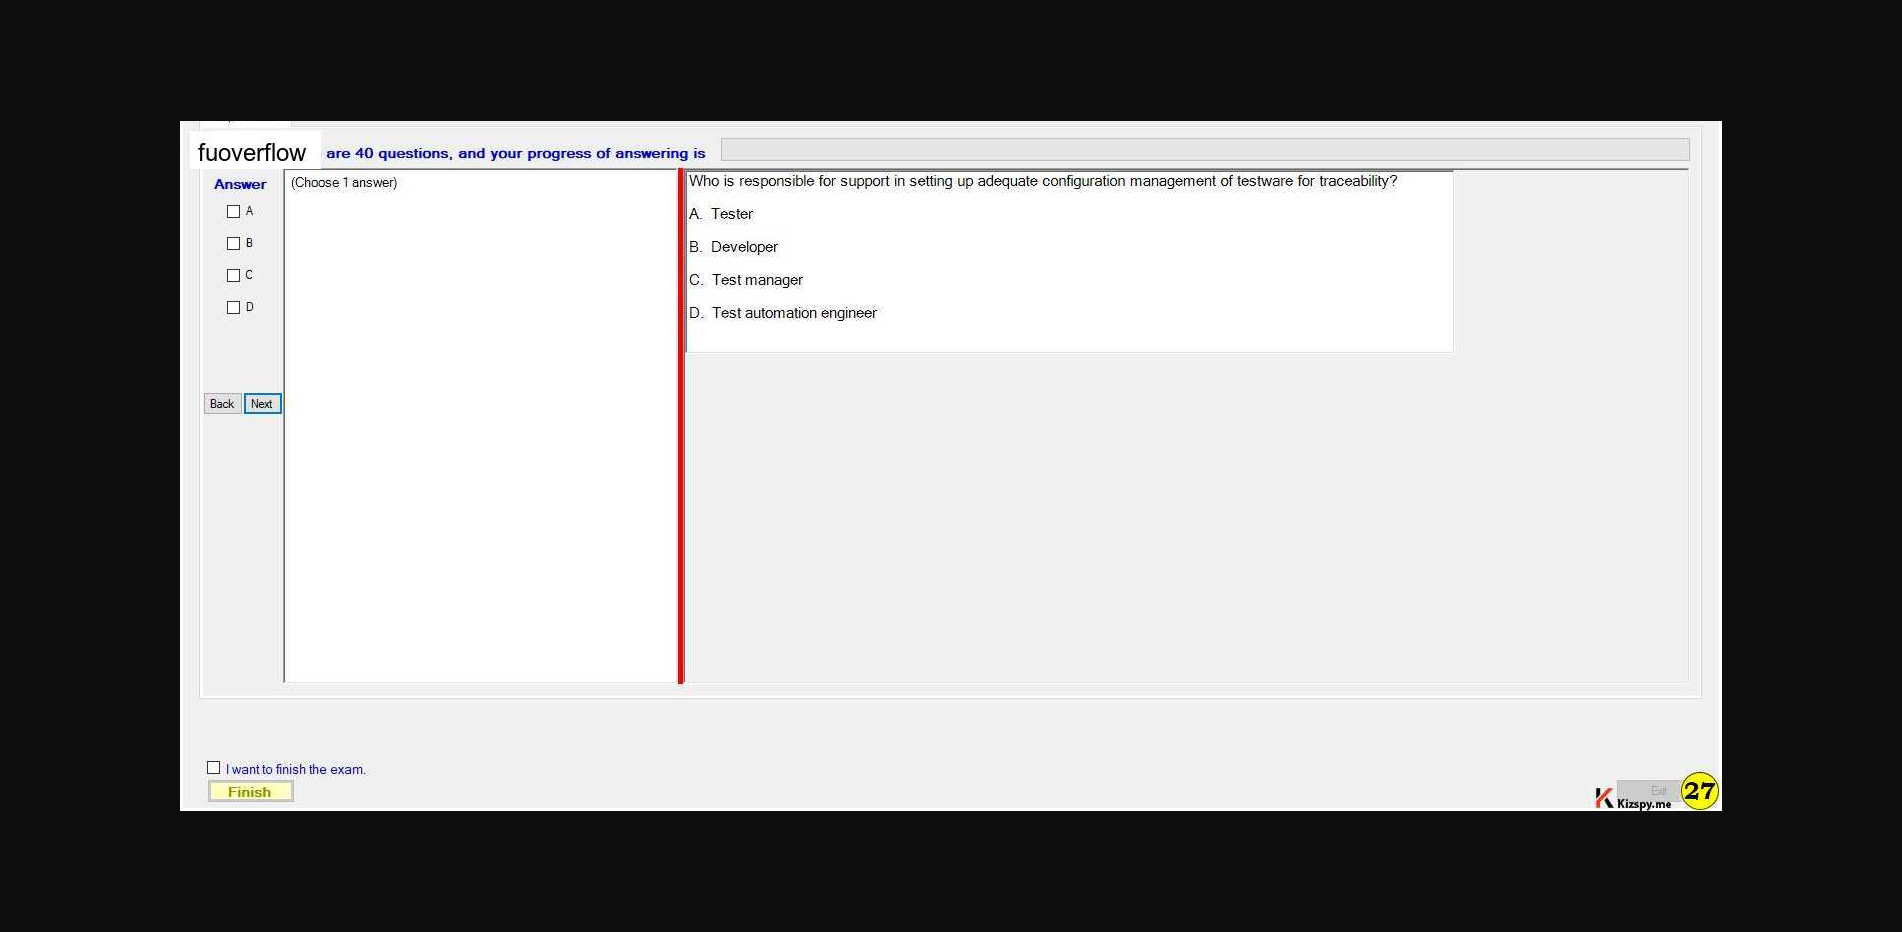 fuoverflow are 40 questions, and your progress of answering is
Answer
(Choose 1 answer)
A
B
C
D
Back Next
Who is responsible for support in setting up adequate configuration management of testware for traceability?
A. Tester
B. Developer
C. Test manager
D. Test automation engineer
I want to finish the exam.
Finish
Exit
Kizspy.me
27